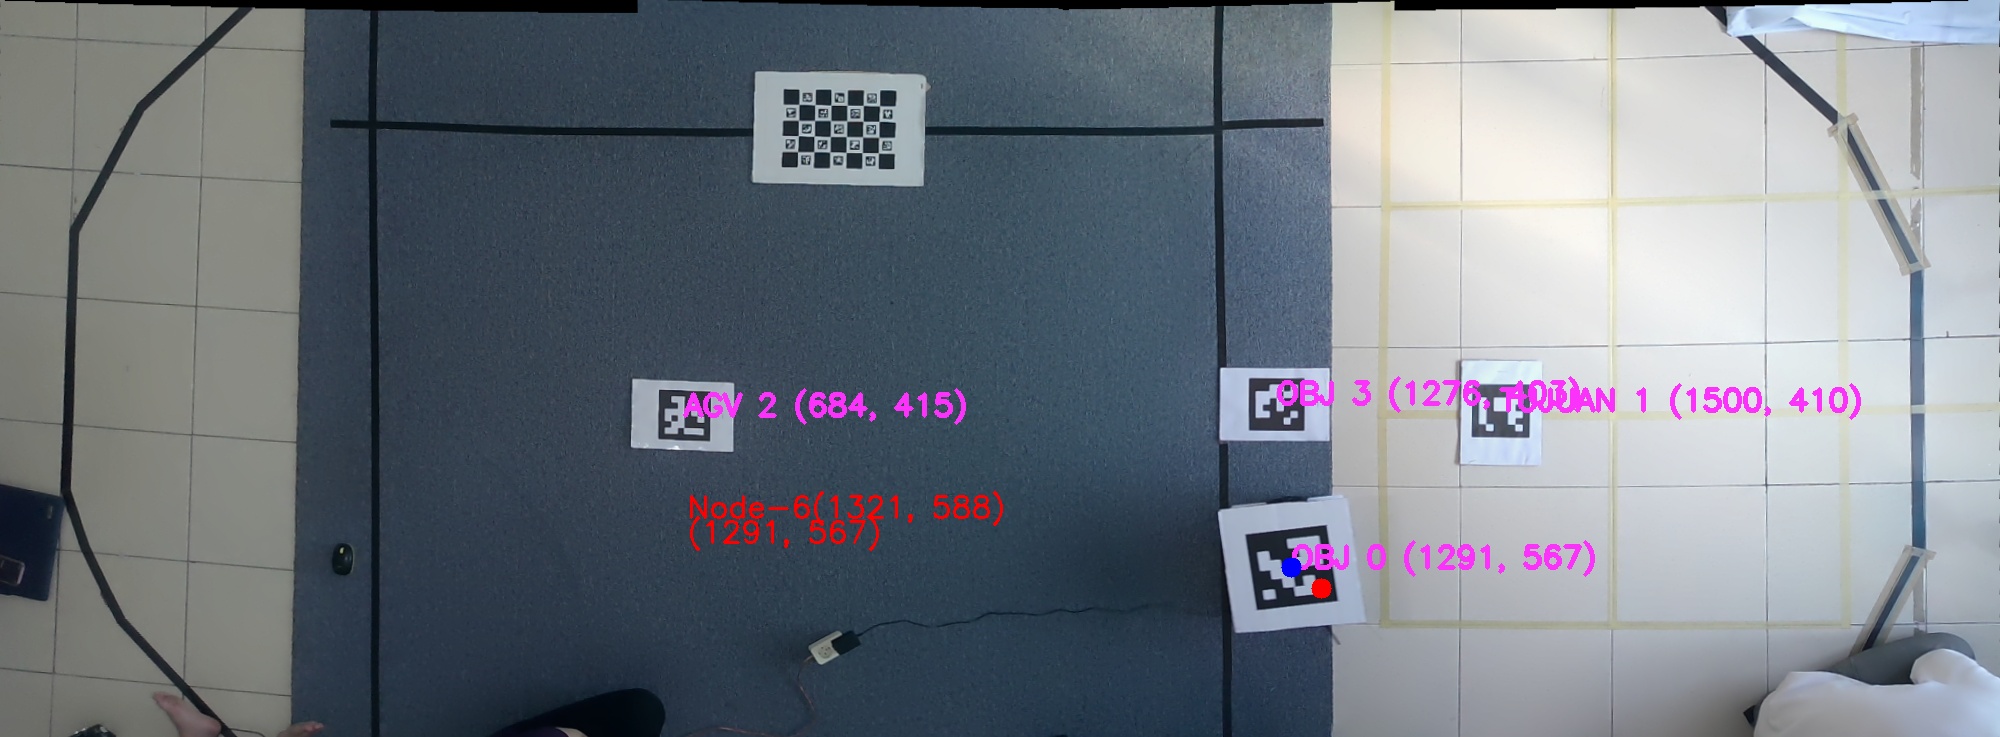 OBJ 3 (1276, 403)
TUJUAN 1 (1500, 410)
AGV 2 (684, 415)
Node-6(1321, 588)
(1291, 567)
OBJ 0 (1291, 567)